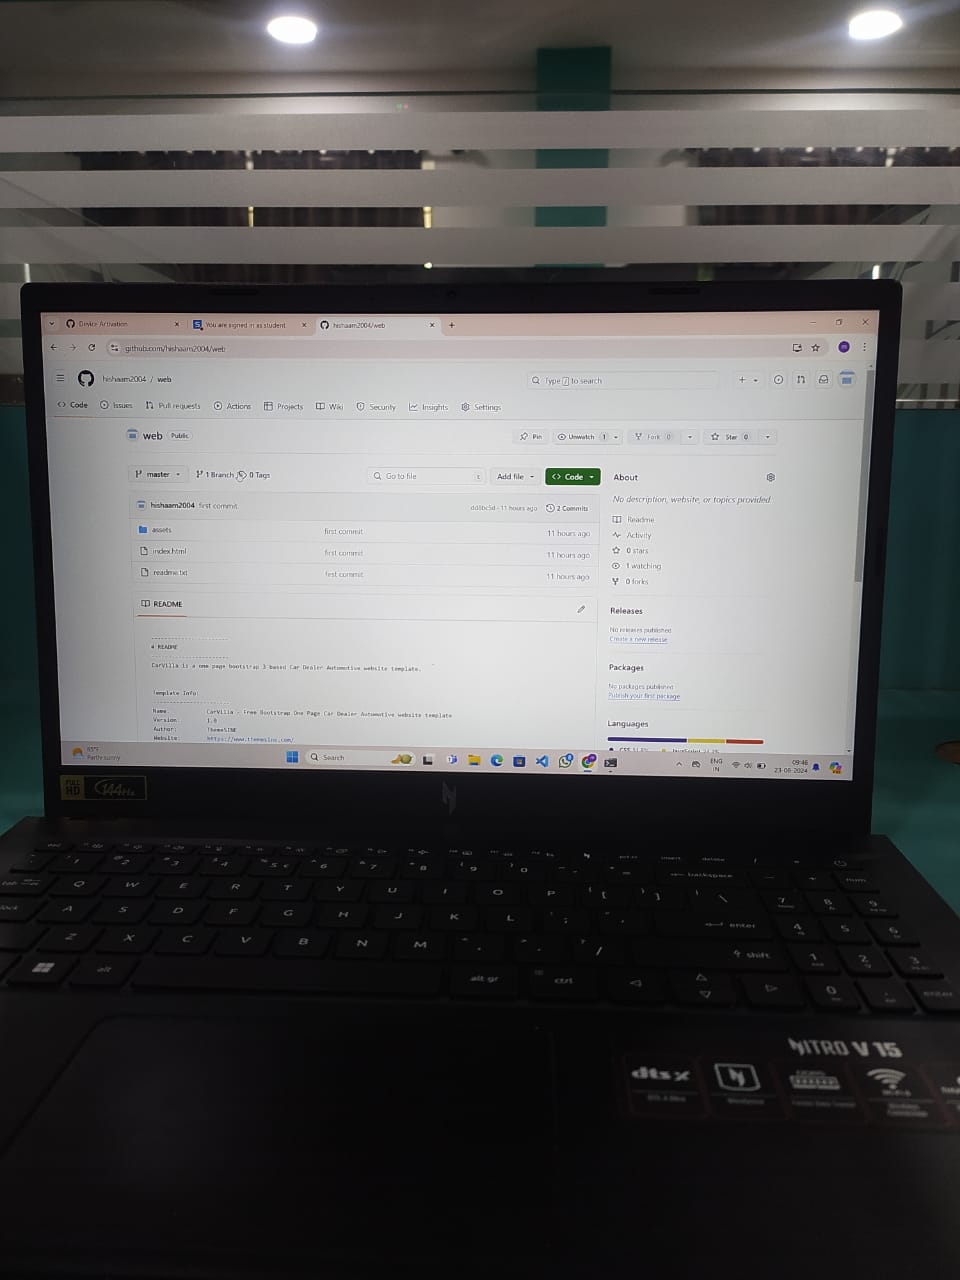 Device Activation
You are signed in as student
hishaam2004/web
github.com/hishaam2004/web
hishaam2004 / web
Type / to search
Code
Issues
Pull requests
Actions
Projects
Wiki
Security
Insights
Settings
web Public
Pin
Unwatch 1
Fork 0
Star 0
master
1 Branch
0 Tags
Go to file
t
Add file
Code
hishaam2004 first commit
11 hours ago
2 Commits
assets first commit 11 hours ago
index.html first commit 11 hours ago
readme.txt first commit 11 hours ago
README
About
No description, website, or topics provided
Readme
Activity
0 stars
1 watching
0 forks
Releases
No releases published
Create a new release
Packages
No packages published
Publish your first package
Languages
# README
CarVilla is a one page bootstrap 3 based Car Dealer Automotive website template.
Template Info:
Name: CarVilla - Free Bootstrap One Page Car Dealer Automotive website template
Version: 1.0
Author: ThemeSINE
Website: https://www.themesine.com/
Partly sunny
Search
ENG
IN
09:46
23-06-2024
FULL HD 144Hz
backspace
Q W E R T Y U I O P
A S D F G H J K L
enter
Z X C V B N M
shift
alt
alt gr
ctrl
NITRO V 15
dts X